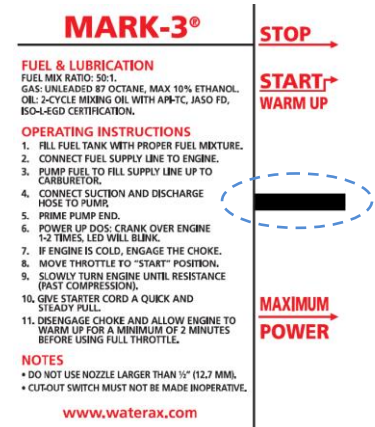 MARK-3®
FUEL & LUBRICATION
FUEL MIX RATIO: 50:1.
GAS: UNLEADED 87 OCTANE, MAX 10% ETHANOL.
OIL: 2-CYCLE MIXING OIL WITH API-TC, JASO FD,
ISO-L-EGD CERTIFICATION.
OPERATING INSTRUCTIONS
1. FILL FUEL TANK WITH PROPER FUEL MIXTURE.
2. CONNECT FUEL SUPPLY LINE TO ENGINE.
3. PUMP FUEL TO FILL SUPPLY LINE UP TO
CARBURETOR.
4. CONNECT SUCTION AND DISCHARGE
HOSE TO PUMP.
5. PRIME PUMP END.
6. POWER UP DOS: CRANK OVER ENGINE
1-2 TIMES, LED WILL BLINK.
7. IF ENGINE IS COLD, ENGAGE THE CHOKE.
8. MOVE THROTTLE TO "START" POSITION.
9. SLOWLY TURN ENGINE UNTIL RESISTANCE
(PAST COMPRESSION).
10. GIVE STARTER CORD A QUICK AND
STEADY PULL.
11. DISENGAGE CHOKE AND ALLOW ENGINE TO
WARM UP FOR A MINIMUM OF 2 MINUTES
BEFORE USING FULL THROTTLE.
NOTES
• DO NOT USE NOZZLE LARGER THAN ½" (12,7 MM).
• CUT-OUT SWITCH MUST NOT BE MADE INOPERATIVE.
www.waterax.com
STOP
START
WARM UP
MAXIMUM
POWER